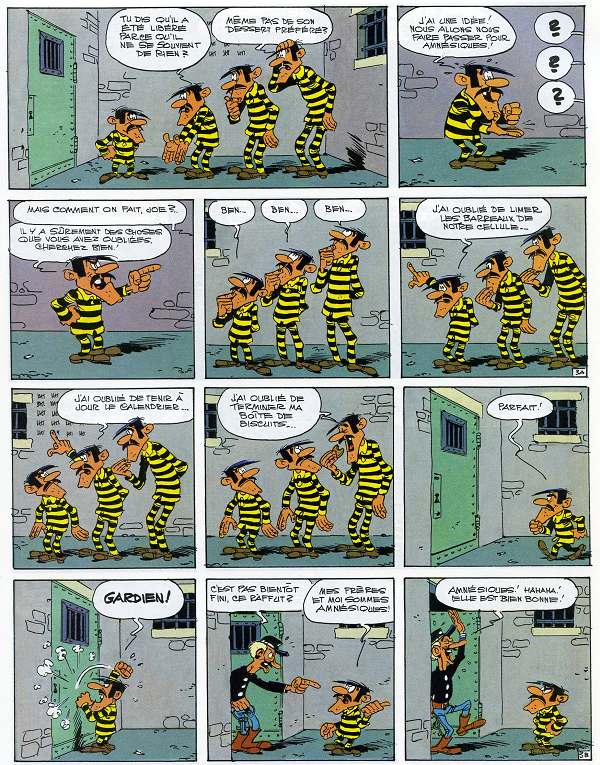 TU DIS QU'IL A
ÉTÉ LIBÉRÉ
PARCE QU'IL
NE SE SOUVIENT
DE RIEN ?
MÊME PAS DE SON
DESSERT PRÉFÉRÉ ?
J'AI UNE IDÉE !
NOUS ALLONS NOUS
FAIRE PASSER POUR
AMNÉSIQUES !
?
?
?
MAIS COMMENT ON FAIT, JOE ?..
IL Y A SÛREMENT DES CHOSES
QUE VOUS AVEZ OUBLIÉES,
CHERCHEZ BIEN !
BEN...
BEN...
BEN...
J'AI OUBLIÉ DE LIMER
LES BARREAUX DE
NOTRE CELLULE...
3A
J'AI OUBLIÉ DE TENIR À
JOUR LE CALENDRIER...
J'AI OUBLIÉ DE
TERMINER MA
BOÎTE DE
BISCUITS...
PARFAIT !
GARDIEN !
C'EST PAS BIENTÔT
FINI, CE RAFFUT ?
MES FRÈRES
ET MOI SOMMES
AMNÉSIQUES !
AMNÉSIQUES ! HAHAHA !
ELLE EST BIEN BONNE !
3B